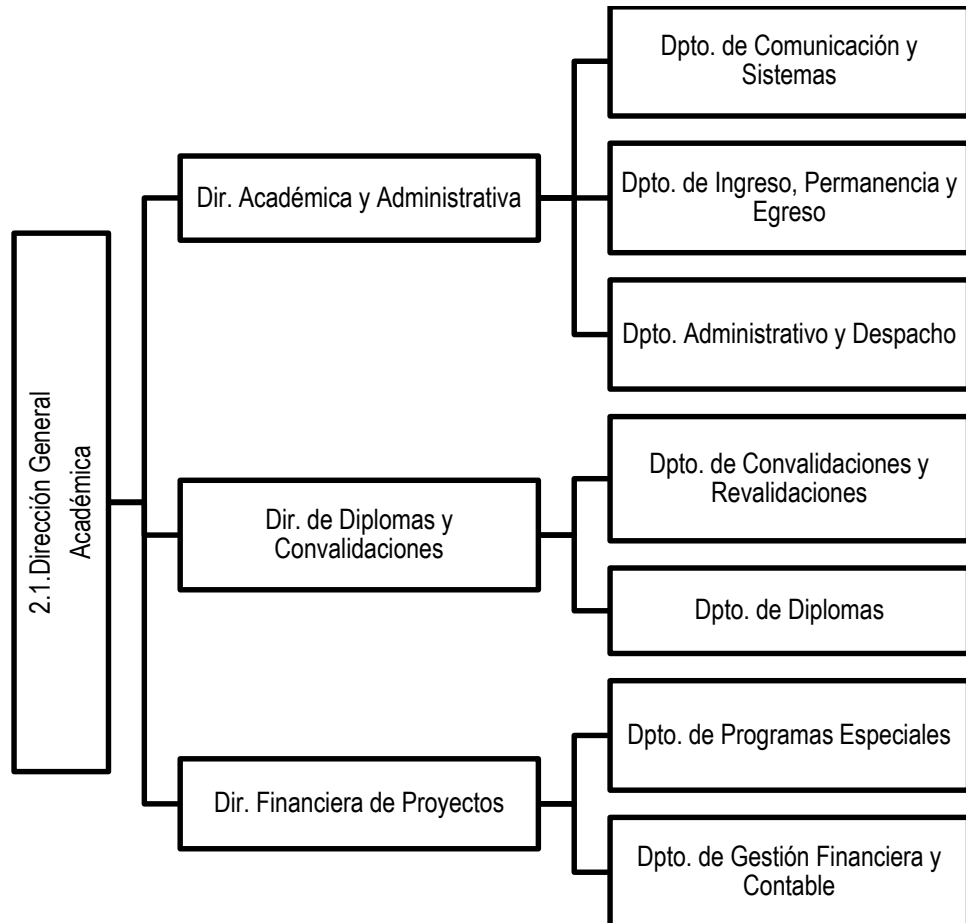 2.1.Dirección General
Académica
Dir. Académica y Administrativa
Dpto. de Comunicación y
Sistemas
Dpto. de Ingreso, Permanencia y
Egreso
Dpto. Administrativo y Despacho
Dir. de Diplomas y
Convalidaciones
Dpto. de Convalidaciones y
Revalidaciones
Dpto. de Diplomas
Dir. Financiera de Proyectos
Dpto. de Programas Especiales
Dpto. de Gestión Financiera y
Contable